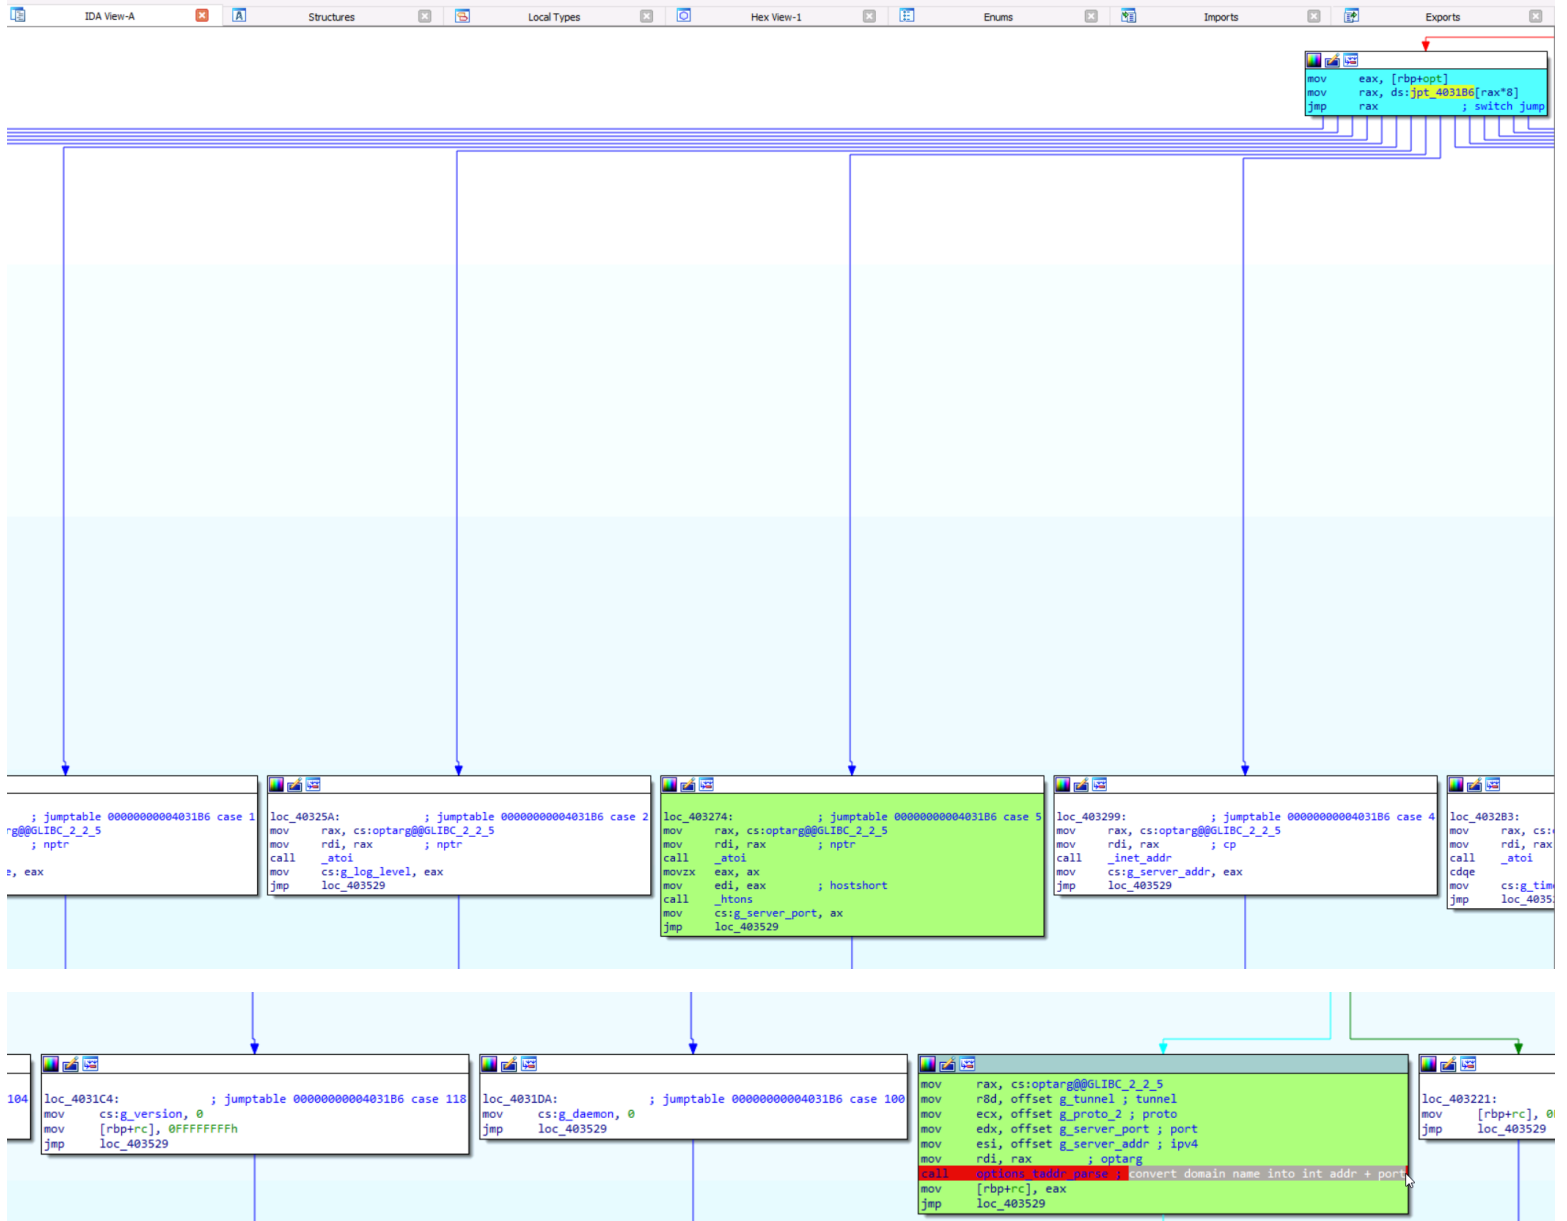 IDA View-A Structures Local Types Hex View-1 Enums Imports Exports
mov eax, [rbp+opt]
mov rax, ds:jpt_4031B6[rax*8]
jmp rax ; switch jump
; jumptable 00000000004031B6 case 1
rg@@GLIBC_2_2_5
; nptr
e, eax
loc_40325A: ; jumptable 00000000004031B6 case 2
mov rax, cs:optarg@@GLIBC_2_2_5
mov rdi, rax ; nptr
call _atoi
mov cs:g_log_level, eax
jmp loc_403529
loc_403274: ; jumptable 00000000004031B6 case 5
mov rax, cs:optarg@@GLIBC_2_2_5
mov rdi, rax ; nptr
call _atoi
movzx eax, ax
mov edi, eax ; hostshort
call _htons
mov cs:g_server_port, ax
jmp loc_403529
loc_403299: ; jumptable 00000000004031B6 case 4
mov rax, cs:optarg@@GLIBC_2_2_5
mov rdi, rax ; cp
call _inet_addr
mov cs:g_server_addr, eax
jmp loc_403529
loc_4032B3:
mov rax, cs:
mov rdi, rax
call _atoi
cdqe
mov cs:g_tim
jmp loc_4035
104
loc_4031C4: ; jumptable 00000000004031B6 case 118
mov cs:g_version, 0
mov [rbp+rc], 0FFFFFFFFh
jmp loc_403529
loc_4031DA: ; jumptable 00000000004031B6 case 100
mov cs:g_daemon, 0
jmp loc_403529
mov rax, cs:optarg@@GLIBC_2_2_5
mov r8d, offset g_tunnel ; tunnel
mov ecx, offset g_proto_2 ; proto
mov edx, offset g_server_port ; port
mov esi, offset g_server_addr ; ipv4
mov rdi, rax ; optarg
call options_taddr_parse ; convert domain name into int addr + port
mov [rbp+rc], eax
jmp loc_403529
loc_403221:
mov [rbp+rc], 0
jmp loc_403529